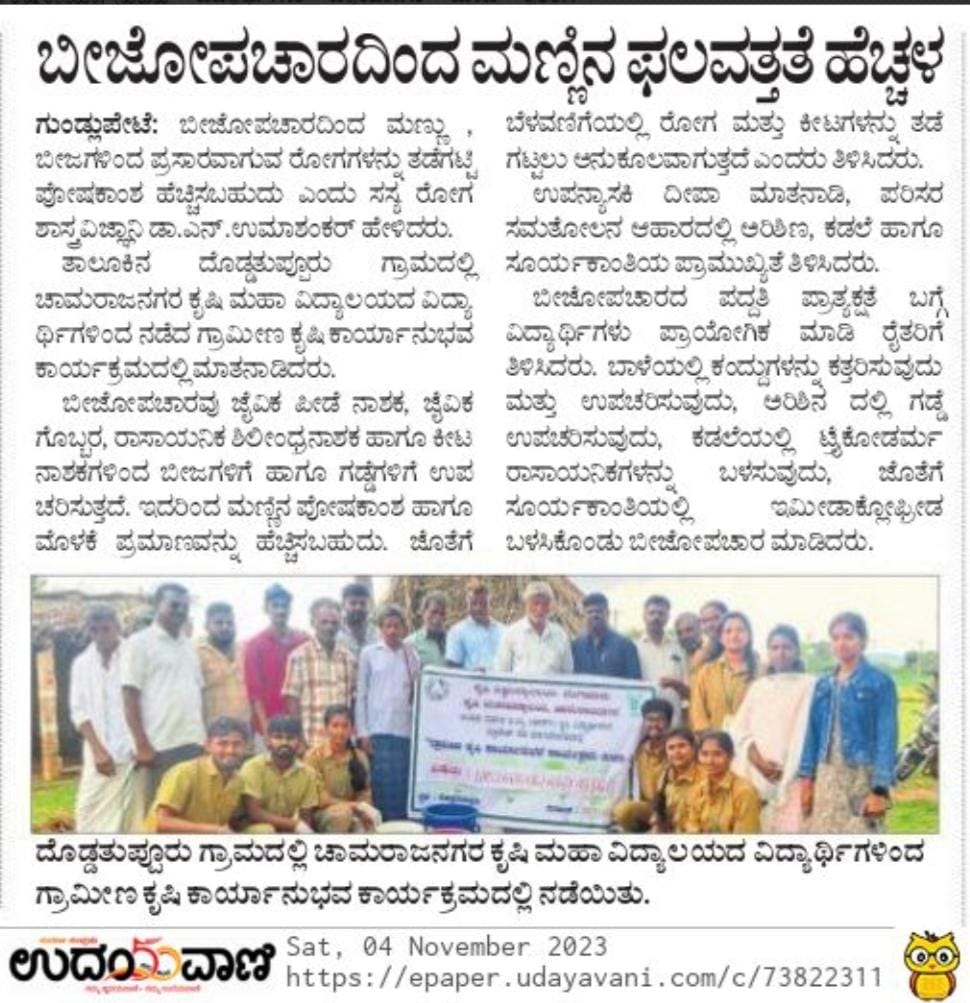 ಬೀಜೋಪಚಾರದಿಂದ ಮಣ್ಣಿನ ಫಲವತ್ತತೆ ಹೆಚ್ಚಳ
ಗುಂಡ್ಲುಪೇಟೆ: ಬೀಜೋಪಚಾರದಿಂದ ಮಣ್ಣು ,
ಬೀಜಗಳಿಂದ ಪ್ರಸಾರವಾಗುವ ರೋಗಗಳನ್ನು ತಡೆಗಟ್ಟಿ
ಪೋಷಕಾಂಶ ಹೆಚ್ಚಿಸಬಹುದು ಎಂದು ಸಸ್ಯ ರೋಗ
ಶಾಸ್ತ್ರವಿಜ್ಞಾನಿ ಡಾ.ಎನ್.ಉಮಾಶಂಕರ್ ಹೇಳಿದರು.
ತಾಲೂಕಿನ ದೊಡ್ಡತುಪ್ಪೂರು ಗ್ರಾಮದಲ್ಲಿ
ಚಾಮರಾಜನಗರ ಕೃಷಿ ಮಹಾ ವಿದ್ಯಾಲಯದ ವಿದ್ಯಾ
ರ್ಥಿಗಳಿಂದ ನಡೆದ ಗ್ರಾಮೀಣ ಕೃಷಿ ಕಾರ್ಯಾನುಭವ
ಕಾರ್ಯಕ್ರಮದಲ್ಲಿ ಮಾತನಾಡಿದರು.
ಬೀಜೋಪಚಾರವು ಜೈವಿಕ ಪೀಡೆ ನಾಶಕ, ಜೈವಿಕ
ಗೊಬ್ಬರ, ರಾಸಾಯನಿಕ ಶಿಲೀಂಧ್ರನಾಶಕ ಹಾಗೂ ಕೀಟ
ನಾಶಕಗಳಿಂದ ಬೀಜಗಳಿಗೆ ಹಾಗೂ ಗಡ್ಡೆಗಳಿಗೆ ಉಪ
ಚರಿಸುತ್ತದೆ. ಇದರಿಂದ ಮಣ್ಣಿನ ಪೋಷಕಾಂಶ ಹಾಗೂ
ಮೊಳಕೆ ಪ್ರಮಾಣವನ್ನು ಹೆಚ್ಚಿಸಬಹುದು. ಜೊತೆಗೆ
ಬೆಳವಣಿಗೆಯಲ್ಲಿ ರೋಗ ಮತ್ತು ಕೀಟಗಳನ್ನು ತಡೆ
ಗಟ್ಟಲು ಅನುಕೂಲವಾಗುತ್ತದೆ ಎಂದರು ತಿಳಿಸಿದರು.
ಉಪನ್ಯಾಸಕಿ ದೀಪಾ ಮಾತನಾಡಿ, ಪರಿಸರ
ಸಮತೋಲನ ಆಹಾರದಲ್ಲಿ ಅರಿಶಿಣ, ಕಡಲೆ ಹಾಗೂ
ಸೂರ್ಯಕಾಂತಿಯ ಪ್ರಾಮುಖ್ಯತೆ ತಿಳಿಸಿದರು.
ಬೀಜೋಪಚಾರದ ಪದ್ಧತಿ ಪ್ರಾತ್ಯಕ್ಷತೆ ಬಗ್ಗೆ
ವಿದ್ಯಾರ್ಥಿಗಳು ಪ್ರಾಯೋಗಿಕ ಮಾಡಿ ರೈತರಿಗೆ
ತಿಳಿಸಿದರು. ಬಾಳೆಯಲ್ಲಿ ಕಂದ್ದುಗಳನ್ನು ಕತ್ತರಿಸುವುದು
ಮತ್ತು ಉಪಚರಿಸುವುದು, ಅರಿಶಿನ ದಲ್ಲಿ ಗಡ್ಡೆ
ಉಪಚರಿಸುವುದು, ಕಡಲೆಯಲ್ಲಿ ಟ್ರೈಕೋಡರ್ಮ
ರಾಸಾಯನಿಕಗಳನ್ನು ಬಳಸುವುದು, ಜೊತೆಗೆ
ಸೂರ್ಯಕಾಂತಿಯಲ್ಲಿ ಇಮೀಡಾಕ್ಲೋಫ್ರೀಡ
ಬಳಸಿಕೊಂಡು ಬೀಜೋಪಚಾರ ಮಾಡಿದರು.
ದೊಡ್ಡತುಪ್ಪೂರು ಗ್ರಾಮದಲ್ಲಿ ಚಾಮರಾಜನಗರ ಕೃಷಿ ಮಹಾ ವಿದ್ಯಾಲಯದ ವಿದ್ಯಾರ್ಥಿಗಳಿಂದ
ಗ್ರಾಮೀಣ ಕೃಷಿ ಕಾರ್ಯಾನುಭವ ಕಾರ್ಯಕ್ರಮದಲ್ಲಿ ನಡೆಯಿತು.
ಉದಯವಾಣಿ
Sat, 04 November 2023
https://epaper.udayavani.com/c/73822311